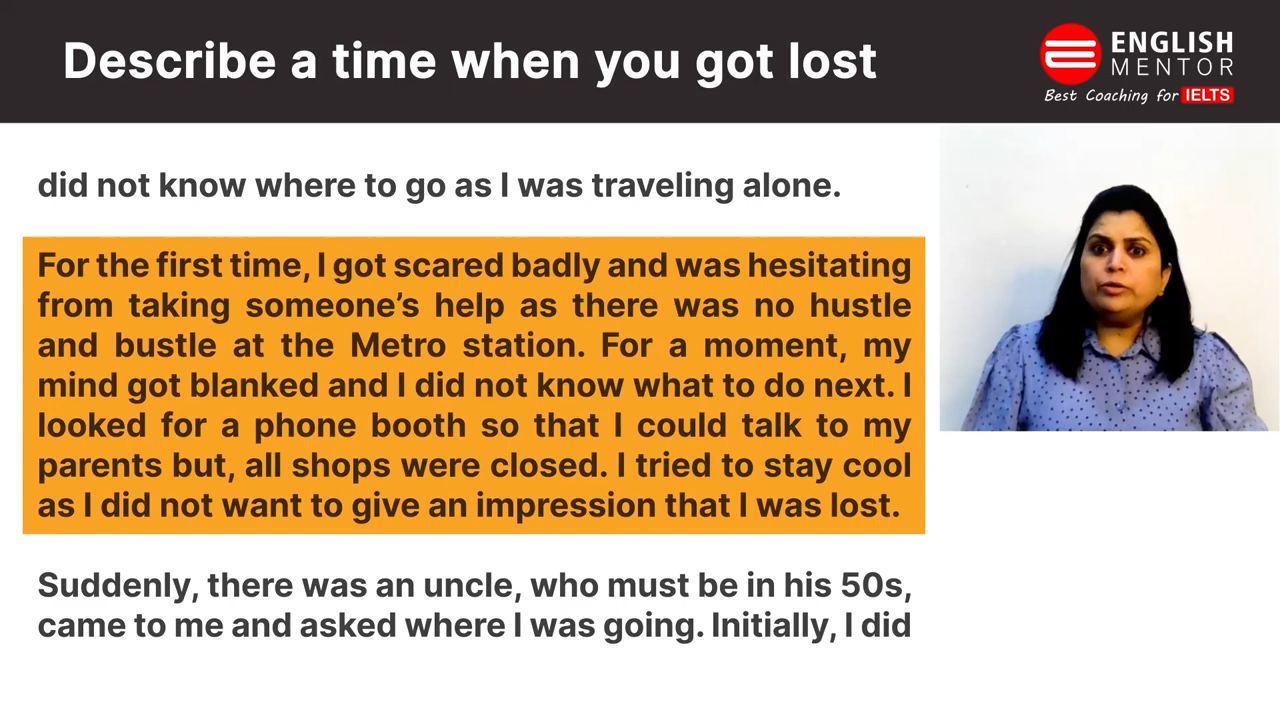 Describe a time when you got lost
ENGLISH
MENTOR
Best Coaching for IELTS
did not know where to go as I was traveling alone.
For the first time, I got scared badly and was hesitating
from taking someone’s help as there was no hustle
and bustle at the Metro station. For a moment, my
mind got blanked and I did not know what to do next. I
looked for a phone booth so that I could talk to my
parents but, all shops were closed. I tried to stay cool
as I did not want to give an impression that I was lost.
Suddenly, there was an uncle, who must be in his 50s,
came to me and asked where I was going. Initially, I did